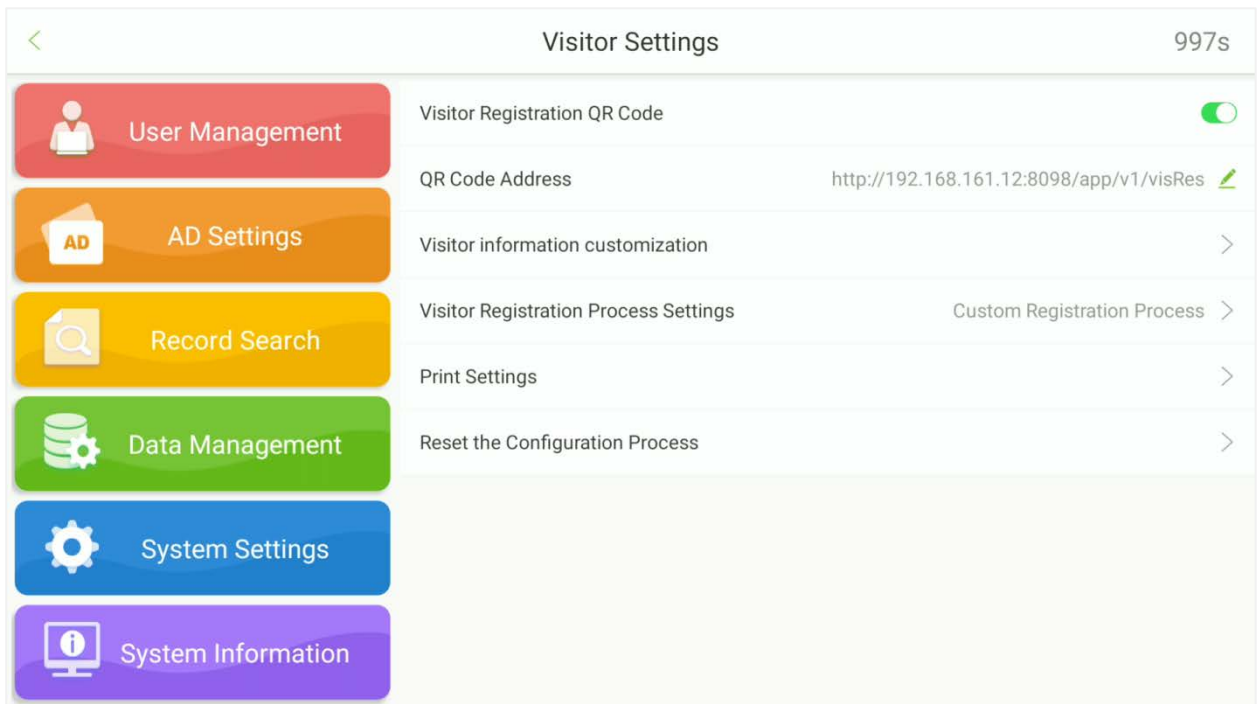 Visitor Settings
997s
User Management
AD
AD Settings
Record Search
Data Management
System Settings
System Information
Visitor Registration QR Code
QR Code Address
http://192.168.161.12:8098/app/v1/visRes
Visitor information customization
Visitor Registration Process Settings
Custom Registration Process
Print Settings
Reset the Configuration Process